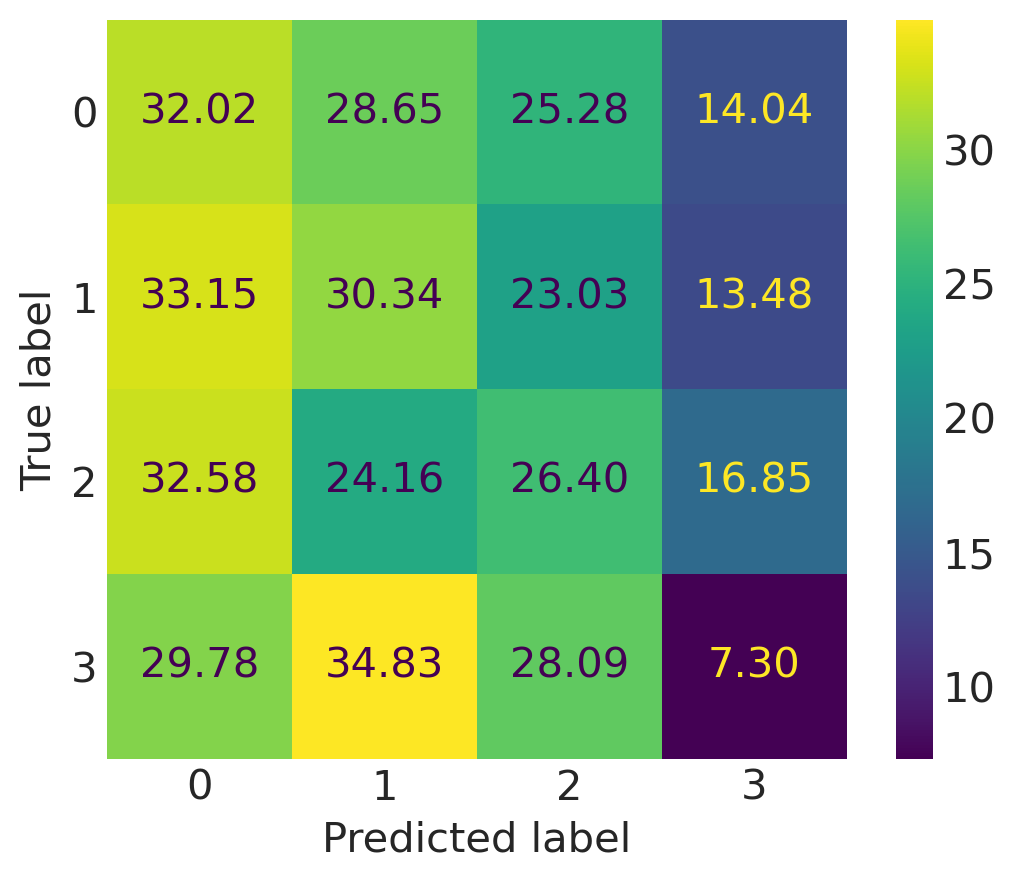 0 32.02 28.65 25.28 14.04
1 33.15 30.34 23.03 13.48
2 32.58 24.16 26.40 16.85
3 29.78 34.83 28.09 7.30
0 1 2 3
Predicted label
True label
30
25
20
15
10